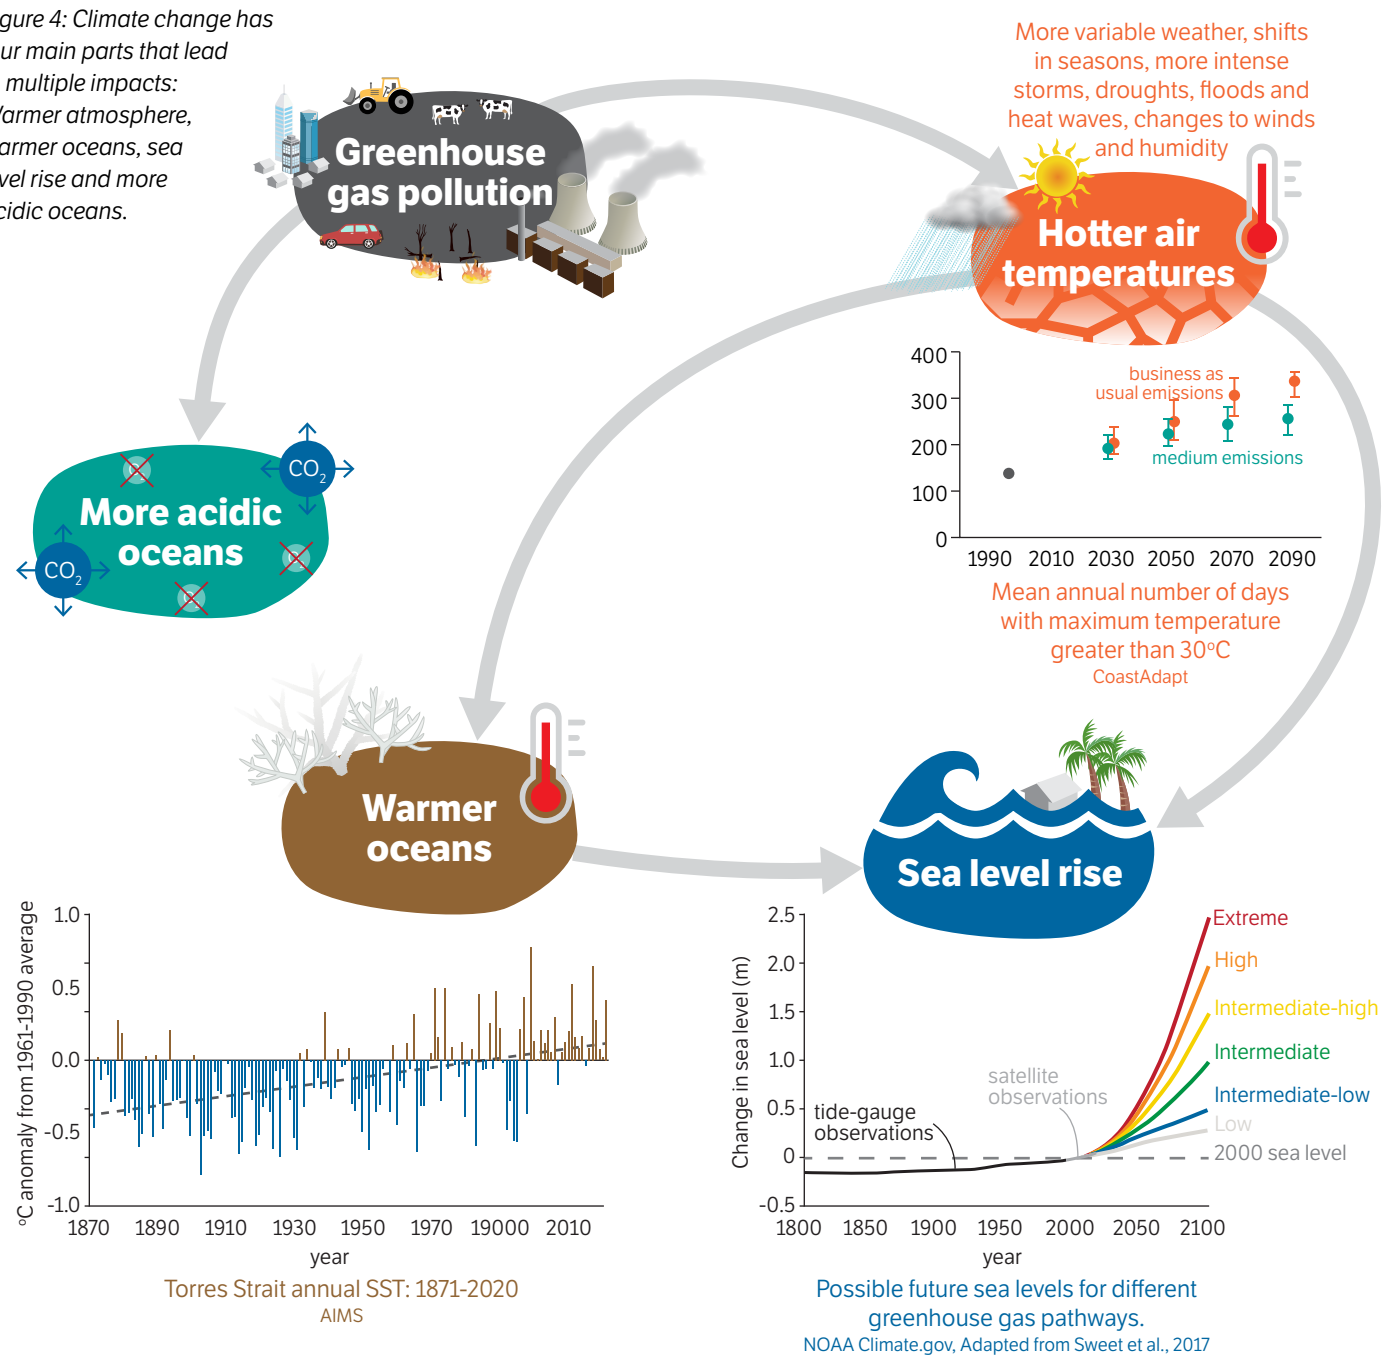 gure 4: Climate change has
ur main parts that lead
multiple impacts:
armer atmosphere,
armer oceans, sea
vel rise and more
cidic oceans.
More variable weather, shifts
in seasons, more intense
storms, droughts, floods and
heat waves, changes to winds
and humidity
Greenhouse
gas pollution
Hotter air
temperatures
400
300
200
100
0
business as
usual emissions
medium emissions
1990 2010 2030 2050 2070 2090
Mean annual number of days
with maximum temperature
greater than 30°C
CoastAdapt
CO2
More acidic
oceans
CO2
Warmer
oceans
Sea level rise
°C anomaly from 1961-1990 average
1.0
0.5
0.0
-0.5
-1.0
1870 1890 1910 1930 1950 1970 19000 2010
year
Torres Strait annual SST: 1871-2020
AIMS
Change in sea level (m)
2.5
2.0
1.5
1.0
0.5
0
-0.5
tide-gauge
observations
satellite
observations
Extreme
High
Intermediate-high
Intermediate
Intermediate-low
Low
2000 sea level
1800 1850 1900 1950 2000 2050 2100
year
Possible future sea levels for different
greenhouse gas pathways.
NOAA Climate.gov, Adapted from Sweet et al., 2017